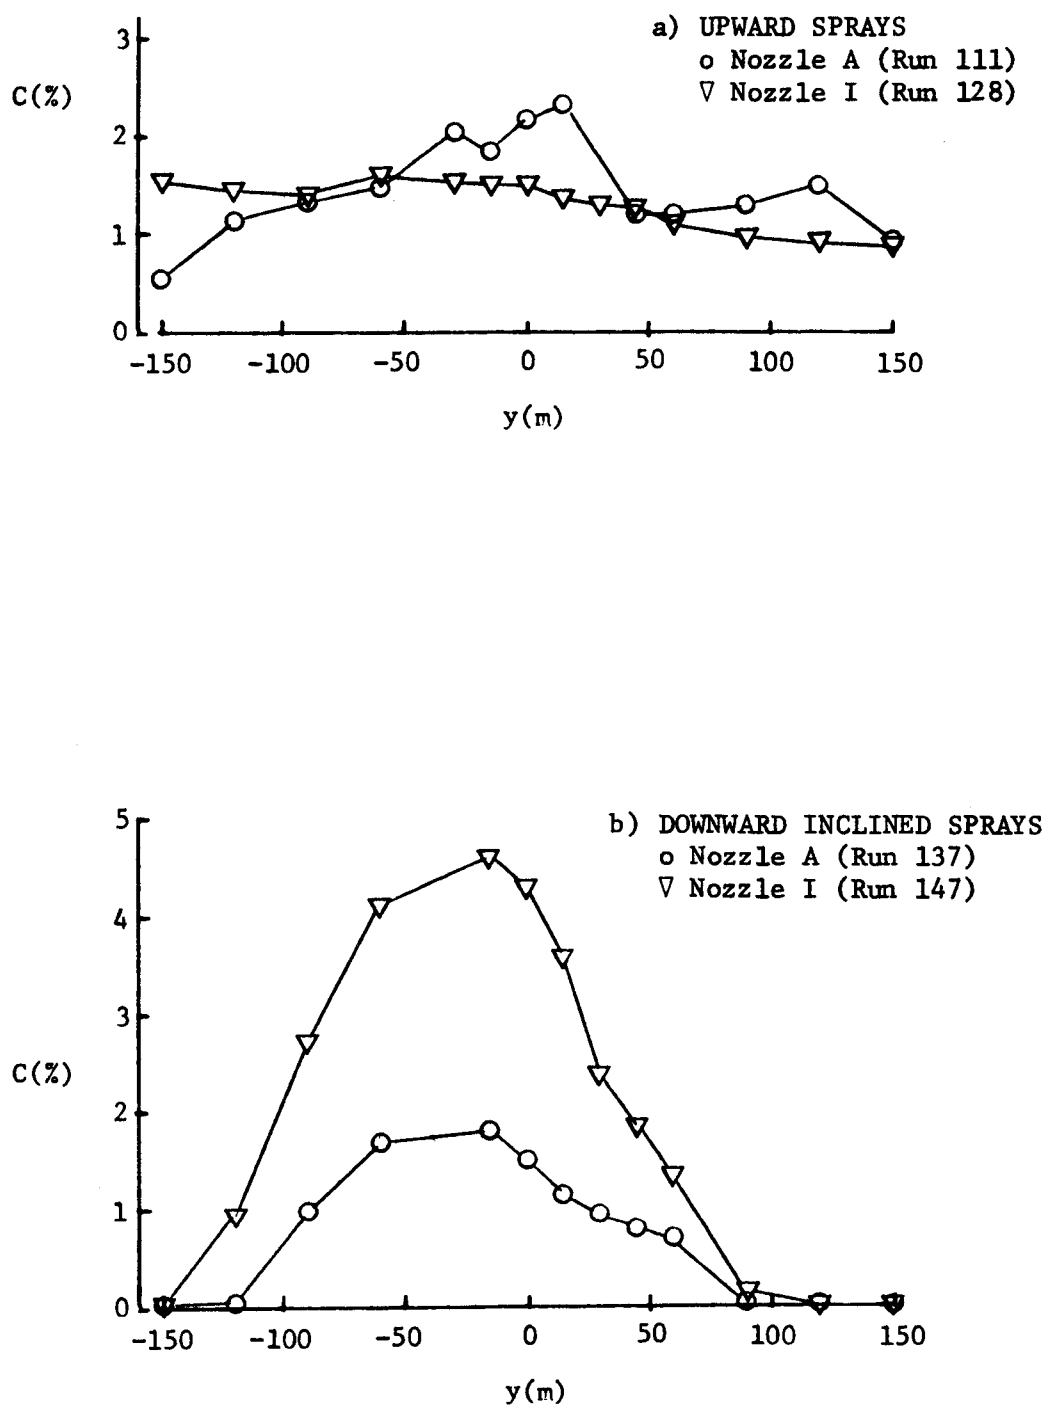 a) UPWARD SPRAYS
o Nozzle A (Run 111)
▽ Nozzle I (Run 128)
3
C(%)
2
1
0
-150 -100 -50 0 50 100 150
y(m)
b) DOWNWARD INCLINED SPRAYS
o Nozzle A (Run 137)
▽ Nozzle I (Run 147)
5
4
3
C(%)
2
1
0
-150 -100 -50 0 50 100 150
y(m)